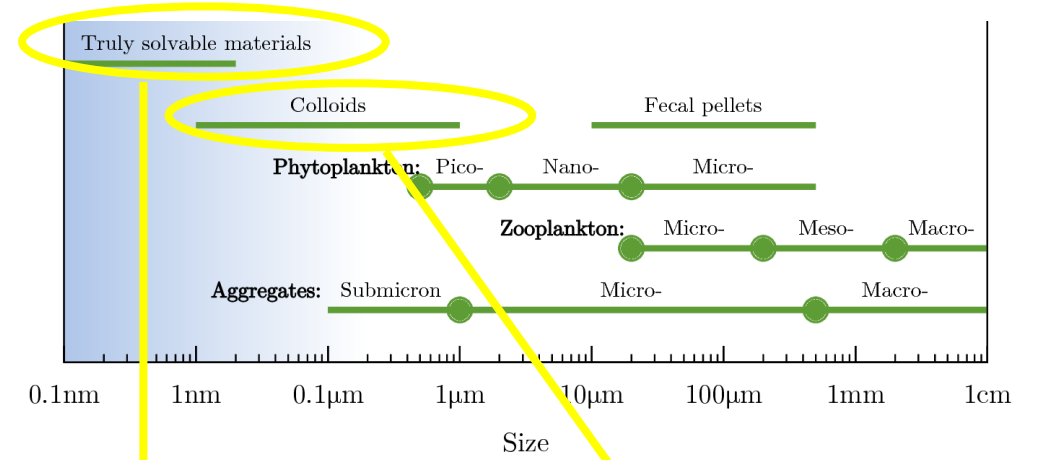 Truly solvable materials
Colloids Fecal pellets
Phytoplankton: Pico- Nano- Micro-
Zooplankton: Micro- Meso- Macro-
Aggregates: Submicron Micro- Macro-
0.1nm 1nm 0.1μm 1μm 10μm 100μm 1mm 1cm
Size